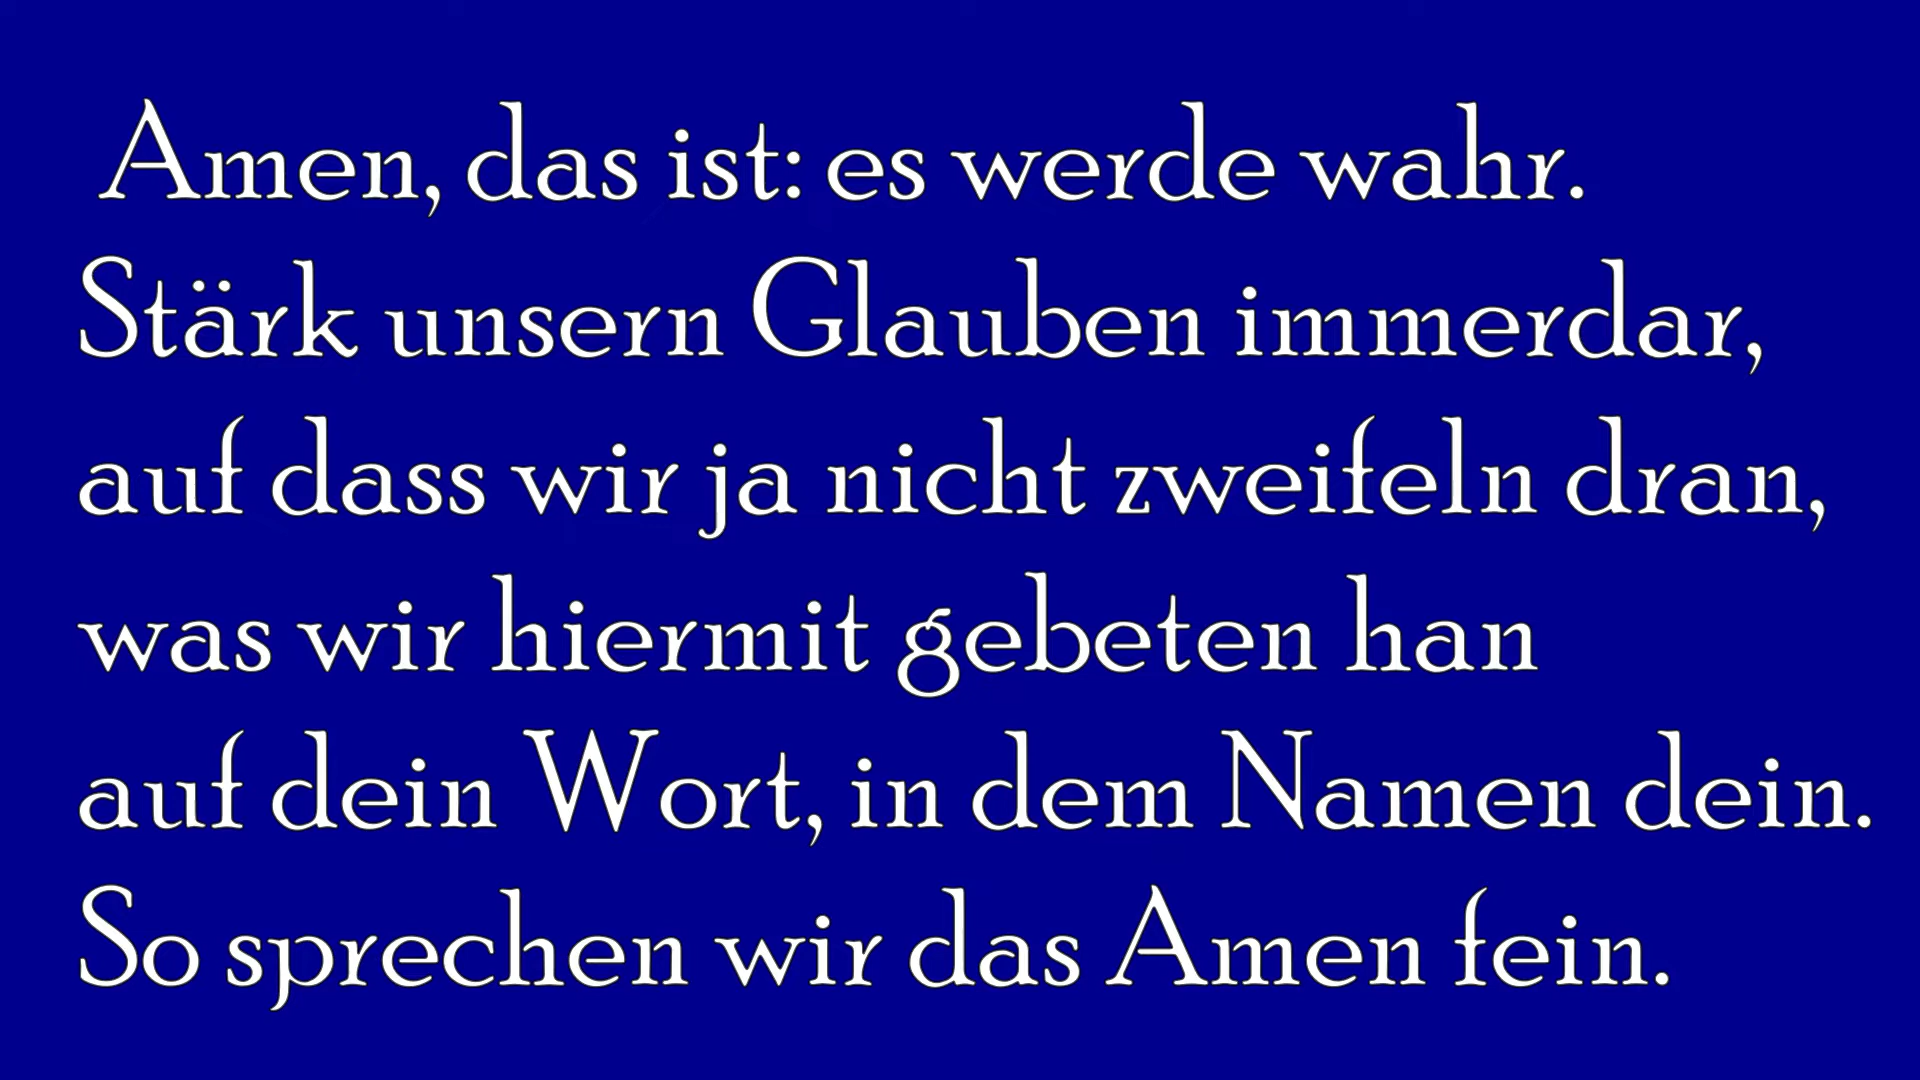 Amen, das ist: es werde wahr.
Stärk unsern Glauben immerdar,
auf dass wir ja nicht zweifeln dran,
was wir hiermit gebeten han
auf dein Wort, in dem Namen dein.
So sprechen wir das Amen fein.